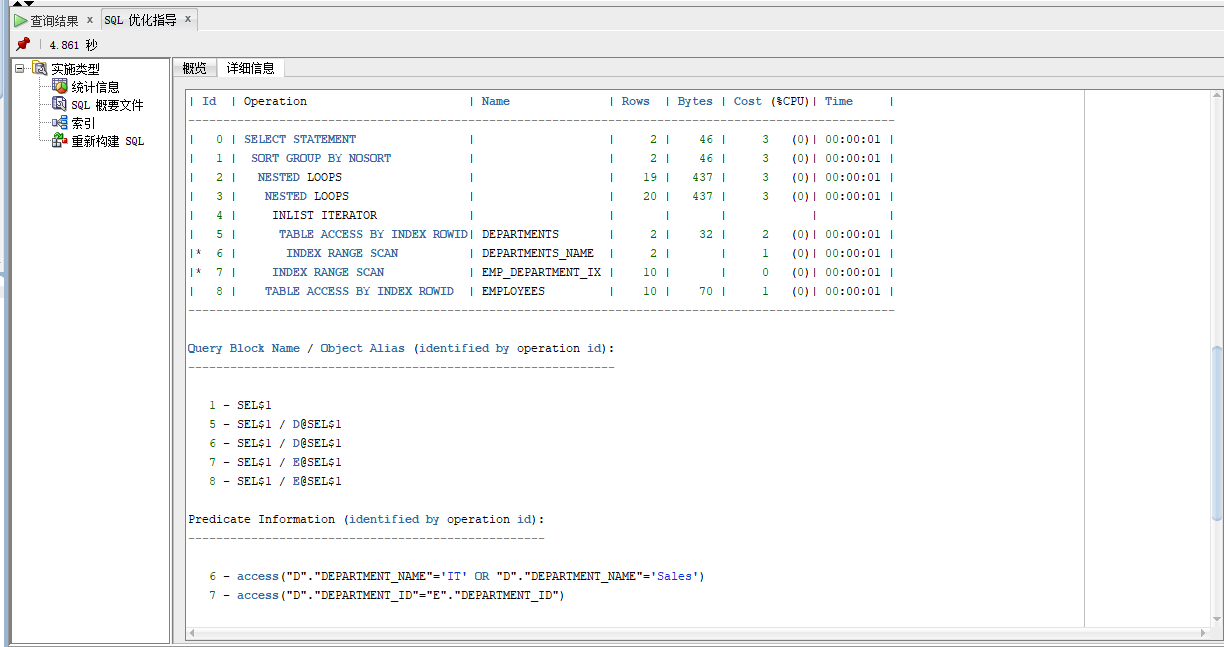 查询结果 x SQL 优化指导 x
4.861 秒
实施类型
统计信息
SQL 概要文件
索引
重新构建 SQL
概览 详细信息
| Id | Operation | Name | Rows | Bytes | Cost (%CPU)| Time |
--------------------------------------------------------------------------------------------------
| 0 | SELECT STATEMENT | | 2 | 46 | 3 (0)| 00:00:01 |
| 1 | SORT GROUP BY NOSORT | | 2 | 46 | 3 (0)| 00:00:01 |
| 2 | NESTED LOOPS | | 19 | 437 | 3 (0)| 00:00:01 |
| 3 | NESTED LOOPS | | 20 | 437 | 3 (0)| 00:00:01 |
| 4 | INLIST ITERATOR | | | | | |
| 5 | TABLE ACCESS BY INDEX ROWID| DEPARTMENTS | 2 | 32 | 2 (0)| 00:00:01 |
|* 6 | INDEX RANGE SCAN | DEPARTMENTS_NAME | 2 | | 1 (0)| 00:00:01 |
|* 7 | INDEX RANGE SCAN | EMP_DEPARTMENT_IX | 10 | | 0 (0)| 00:00:01 |
| 8 | TABLE ACCESS BY INDEX ROWID | EMPLOYEES | 10 | 70 | 1 (0)| 00:00:01 |
--------------------------------------------------------------------------------------------------
Query Block Name / Object Alias (identified by operation id):
-------------------------------------------------------------
1 - SEL$1
5 - SEL$1 / D@SEL$1
6 - SEL$1 / D@SEL$1
7 - SEL$1 / E@SEL$1
8 - SEL$1 / E@SEL$1
Predicate Information (identified by operation id):
---------------------------------------------------
6 - access("D"."DEPARTMENT_NAME"='IT' OR "D"."DEPARTMENT_NAME"='Sales')
7 - access("D"."DEPARTMENT_ID"="E"."DEPARTMENT_ID")